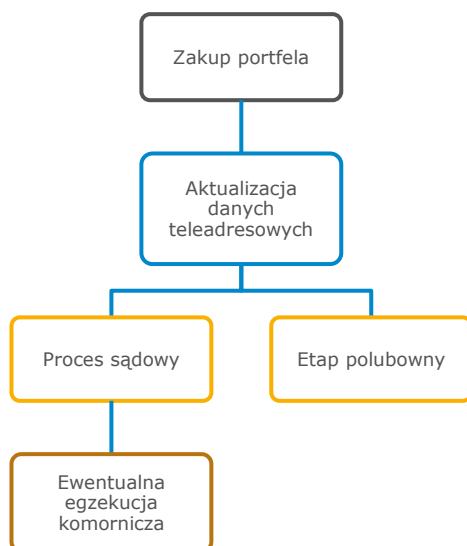 Zakup portfela
Aktualizacja
danych
teleadresowych
Proces sądowy
Etap polubowny
Ewentualna
egzekucja
komornicza